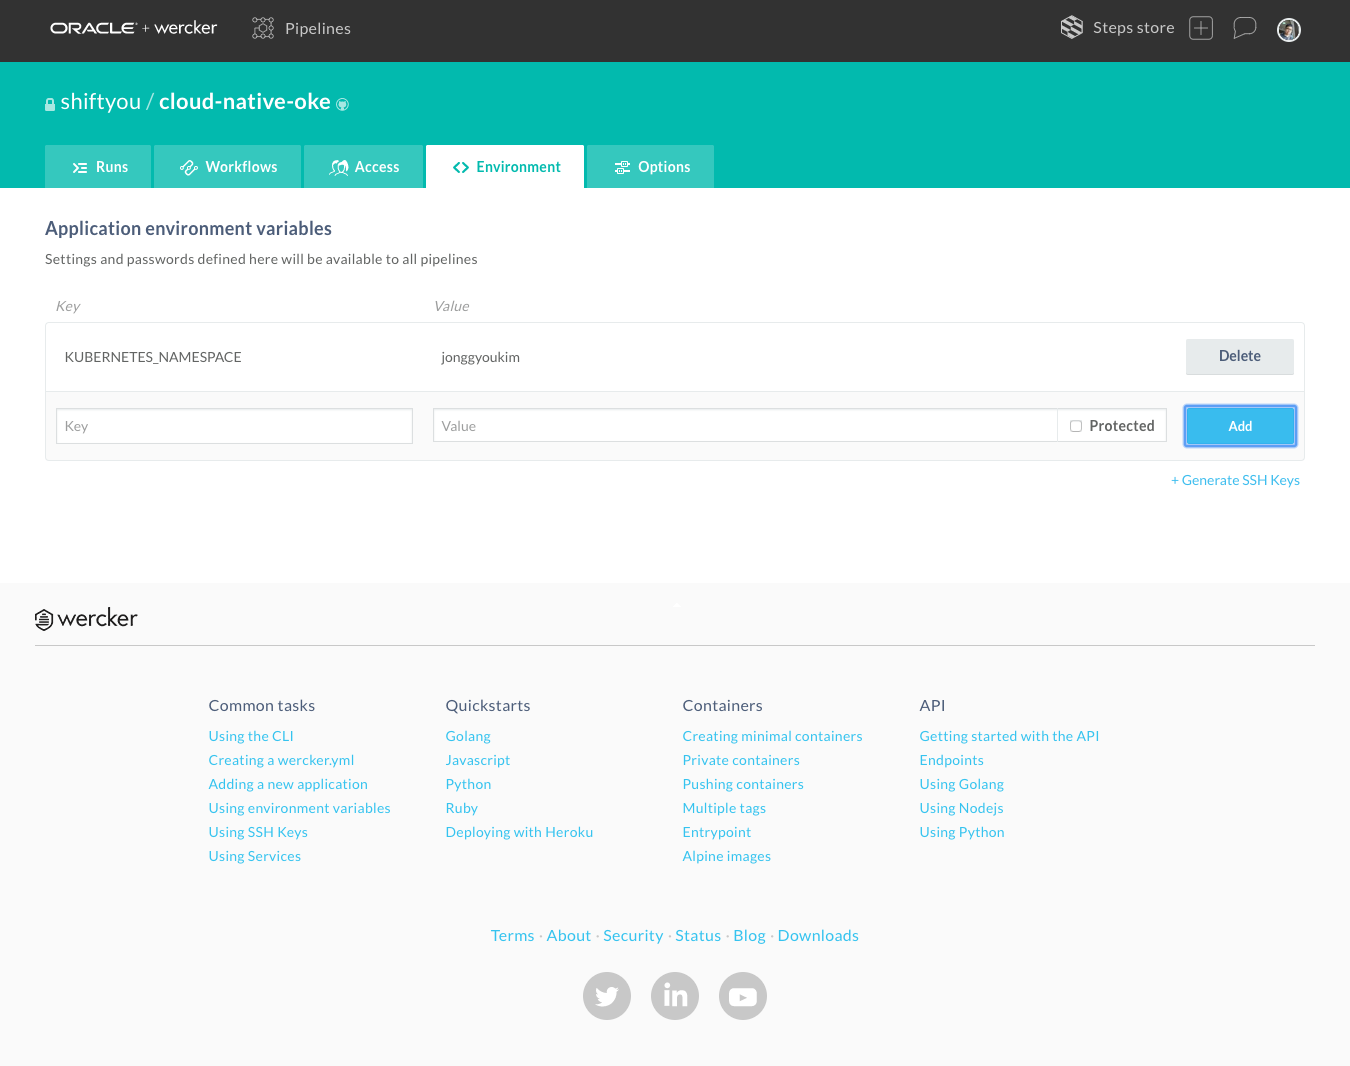 ORACLE + wercker Pipelines Steps store
shiftyou / cloud-native-oke
Runs Workflows Access Environment Options
Application environment variables
Settings and passwords defined here will be available to all pipelines
Key Value
KUBERNETES_NAMESPACE jonggyoukim Delete
Key Value Protected Add
+ Generate SSH Keys
wercker
Common tasks
Using the CLI
Creating a wercker.yml
Adding a new application
Using environment variables
Using SSH Keys
Using Services
Quickstarts
Golang
Javascript
Python
Ruby
Deploying with Heroku
Containers
Creating minimal containers
Private containers
Pushing containers
Multiple tags
Entrypoint
Alpine images
API
Getting started with the API
Endpoints
Using Golang
Using Nodejs
Using Python
Terms · About · Security · Status · Blog · Downloads
in